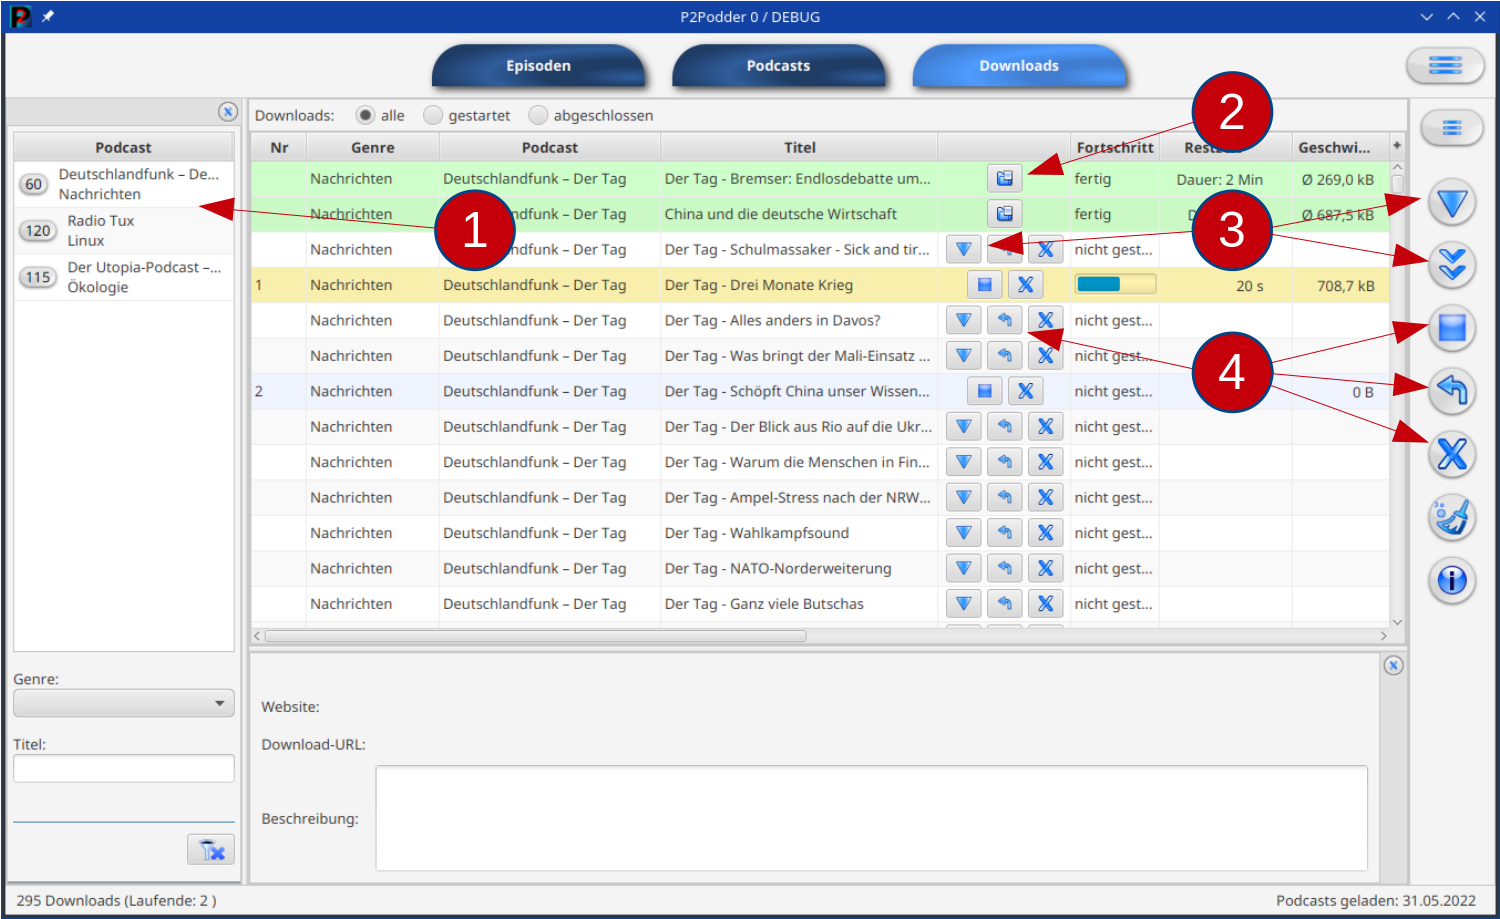 P2Podder 0 / DEBUG
Episoden Podcasts Downloads
Downloads: alle gestartet abgeschlossen
Podcast
60 Deutschlandfunk – De...
Nachrichten
120 Radio Tux
Linux
115 Der Utopia-Podcast –...
Ökologie
Genre:
Titel:
Nr Genre Podcast Titel Fortschritt Geschwi... +
Nachrichten Deutschlandfunk – Der Tag Der Tag - Bremser: Endlosdebatte um... fertig Dauer: 2 Min Ø 269,0 kB
Nachrichten Deutschlandfunk – Der Tag China und die deutsche Wirtschaft fertig Ø 687,5 kB
Nachrichten Deutschlandfunk – Der Tag Der Tag - Schulmassaker - Sick and tir... nicht gest...
1 Nachrichten Deutschlandfunk – Der Tag Der Tag - Drei Monate Krieg 20 s 708,7 kB
Nachrichten Deutschlandfunk – Der Tag Der Tag - Alles anders in Davos? nicht gest...
Nachrichten Deutschlandfunk – Der Tag Der Tag - Was bringt der Mali-Einsatz ... nicht gest...
2 Nachrichten Deutschlandfunk – Der Tag Der Tag - Schöpft China unser Wissen... nicht gest... 0 B
Nachrichten Deutschlandfunk – Der Tag Der Tag - Der Blick aus Rio auf die Ukr... nicht gest...
Nachrichten Deutschlandfunk – Der Tag Der Tag - Warum die Menschen in Fin... nicht gest...
Nachrichten Deutschlandfunk – Der Tag Der Tag - Ampel-Stress nach der NRW... nicht gest...
Nachrichten Deutschlandfunk – Der Tag Der Tag - Wahlkampfsound nicht gest...
Nachrichten Deutschlandfunk – Der Tag Der Tag - NATO-Norderweiterung nicht gest...
Nachrichten Deutschlandfunk – Der Tag Der Tag - Ganz viele Butschas nicht gest...
1
2
3
4
Website:
Download-URL:
Beschreibung:
295 Downloads (Laufende: 2 )
Podcasts geladen: 31.05.2022